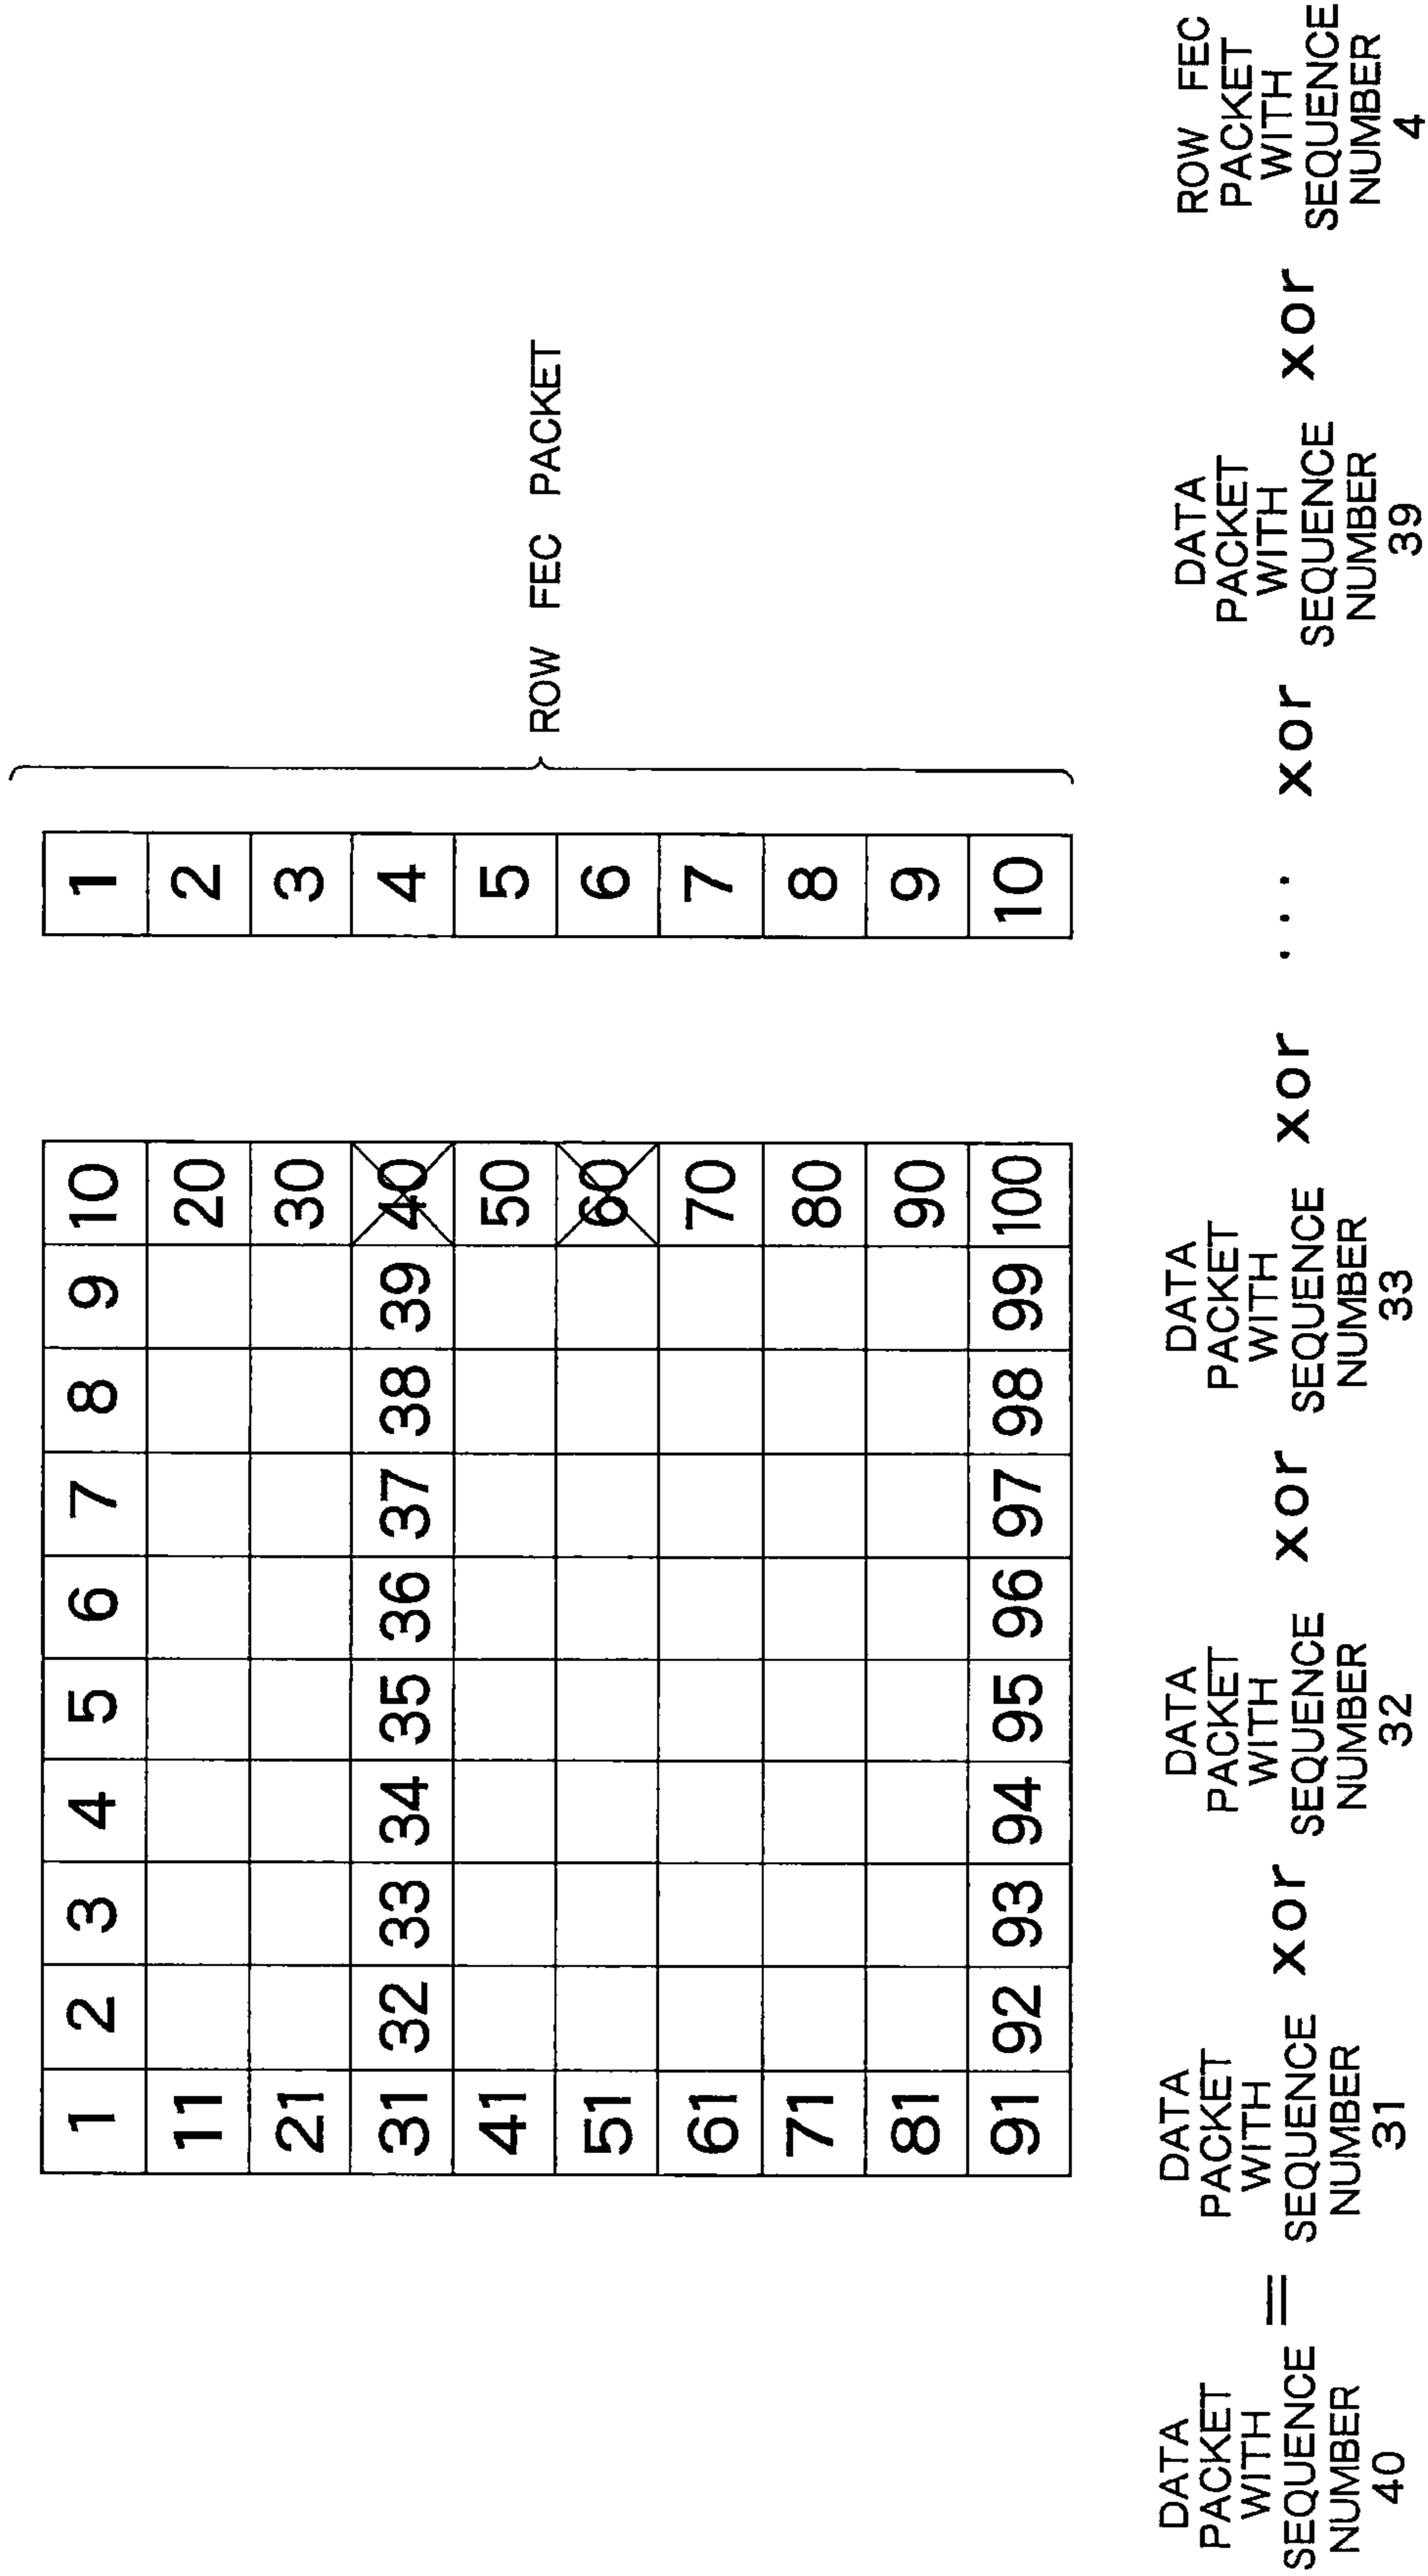 1 2 3 4 5 6 7 8 9 10 1
11 20 2
21 30 3
31 32 33 34 35 36 37 38 39 40 4
41 50 5
51 60 6
61 70 7
71 80 8
81 90 9
91 92 93 94 95 96 97 98 99 100 10
ROW FEC PACKET
DATA
PACKET
WITH
SEQUENCE
NUMBER
40
=
DATA
PACKET
WITH
SEQUENCE
NUMBER
31
xor
DATA
PACKET
WITH
SEQUENCE
NUMBER
32
xor
DATA
PACKET
WITH
SEQUENCE
NUMBER
33
xor ... xor
DATA
PACKET
WITH
SEQUENCE
NUMBER
39
xor
ROW FEC
PACKET
WITH
SEQUENCE
NUMBER
4